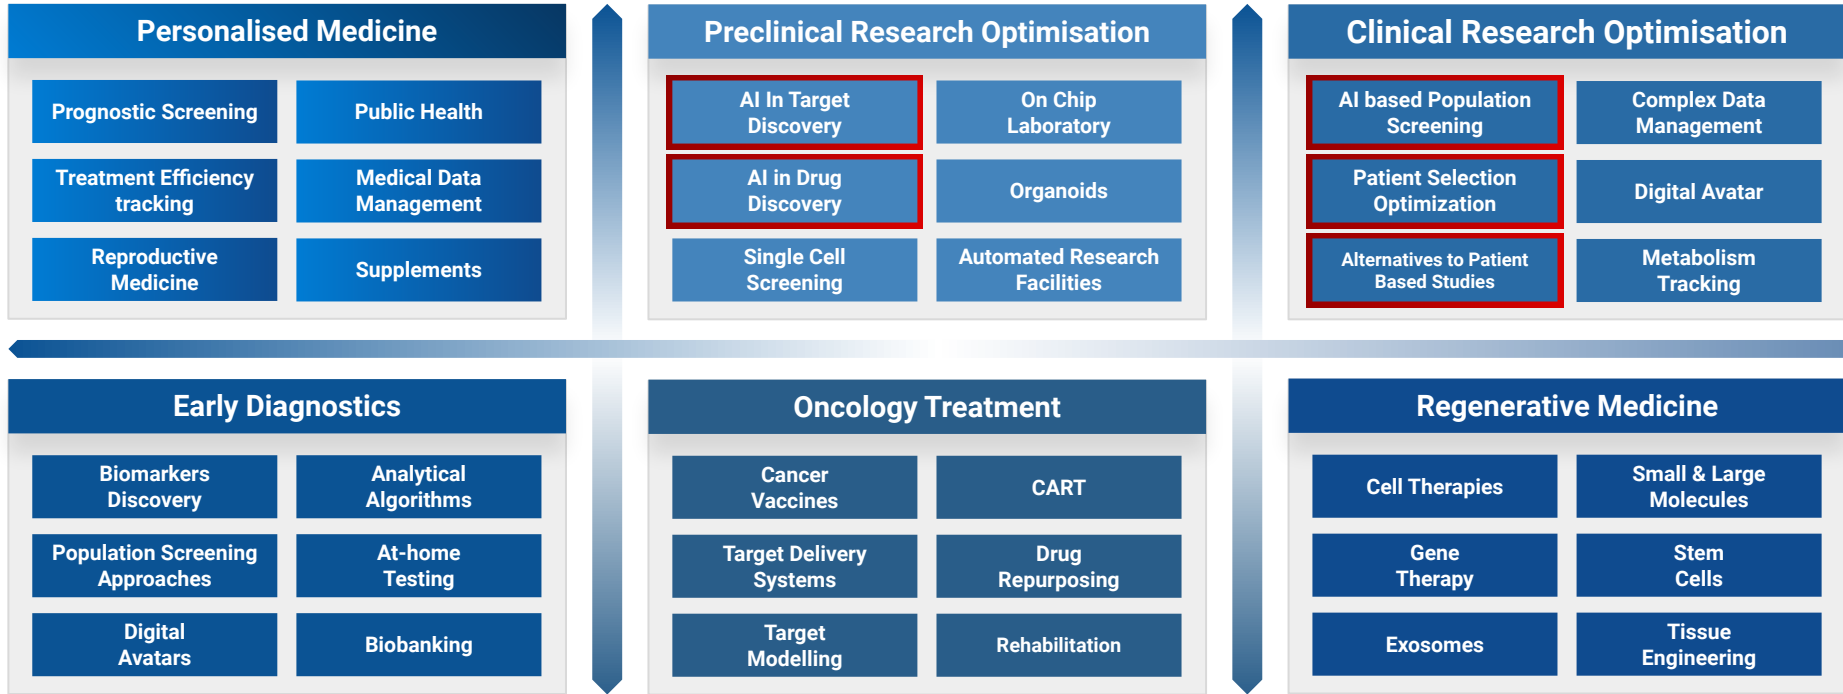 Personalised Medicine
Prognostic Screening
Public Health
Treatment Efficiency
tracking
Medical Data
Management
Reproductive
Medicine
Supplements
Preclinical Research Optimisation
AI In Target
Discovery
On Chip
Laboratory
AI in Drug
Discovery
Organoids
Single Cell
Screening
Automated Research
Facilities
Clinical Research Optimisation
AI based Population
Screening
Complex Data
Management
Patient Selection
Optimization
Digital Avatar
Alternatives to Patient
Based Studies
Metabolism
Tracking
Early Diagnostics
Biomarkers
Discovery
Analytical
Algorithms
Population Screening
Approaches
At-home
Testing
Digital
Avatars
Biobanking
Oncology Treatment
Cancer
Vaccines
CART
Target Delivery
Systems
Drug
Repurposing
Target
Modelling
Rehabilitation
Regenerative Medicine
Cell Therapies
Small & Large
Molecules
Gene
Therapy
Stem
Cells
Exosomes
Tissue
Engineering